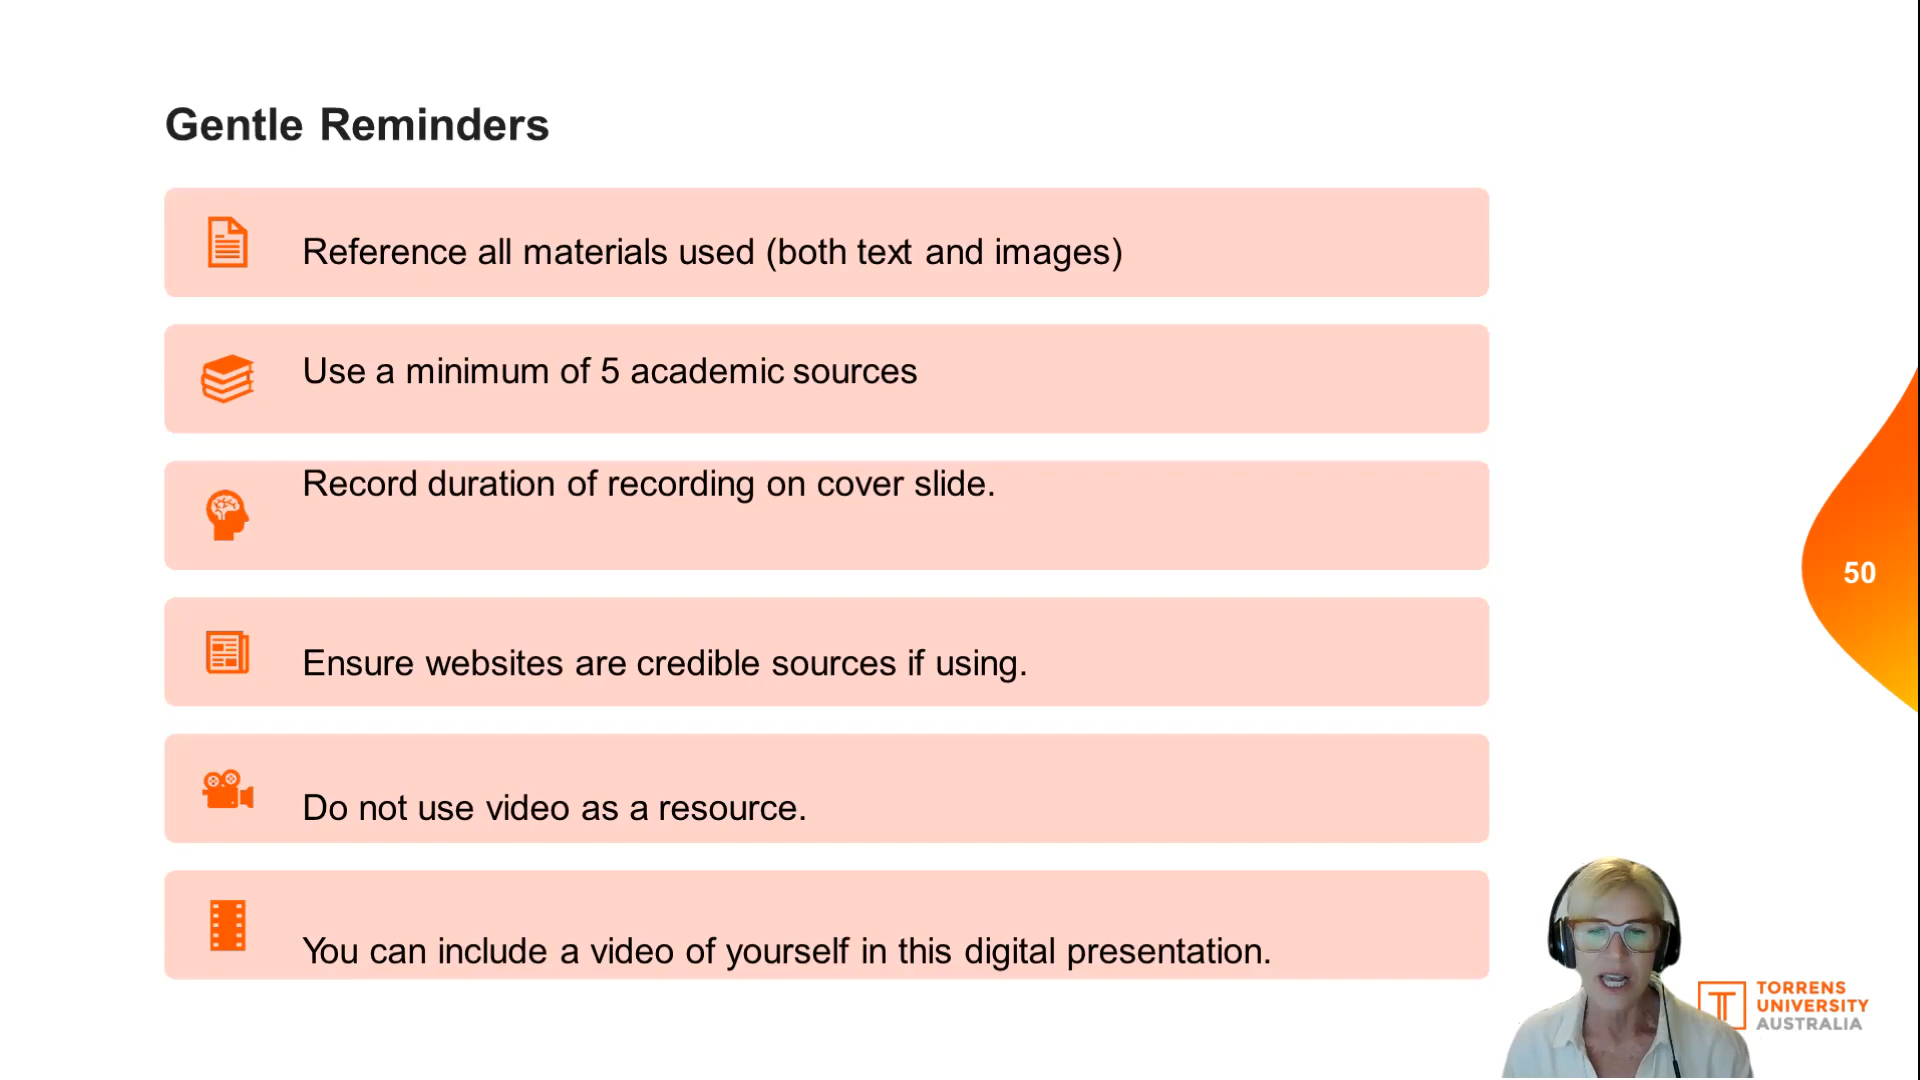 Gentle Reminders
Reference all materials used (both text and images)
Use a minimum of 5 academic sources
Record duration of recording on cover slide.
Ensure websites are credible sources if using.
Do not use video as a resource.
You can include a video of yourself in this digital presentation.
50
TORRENS
UNIVERSITY
AUSTRALIA